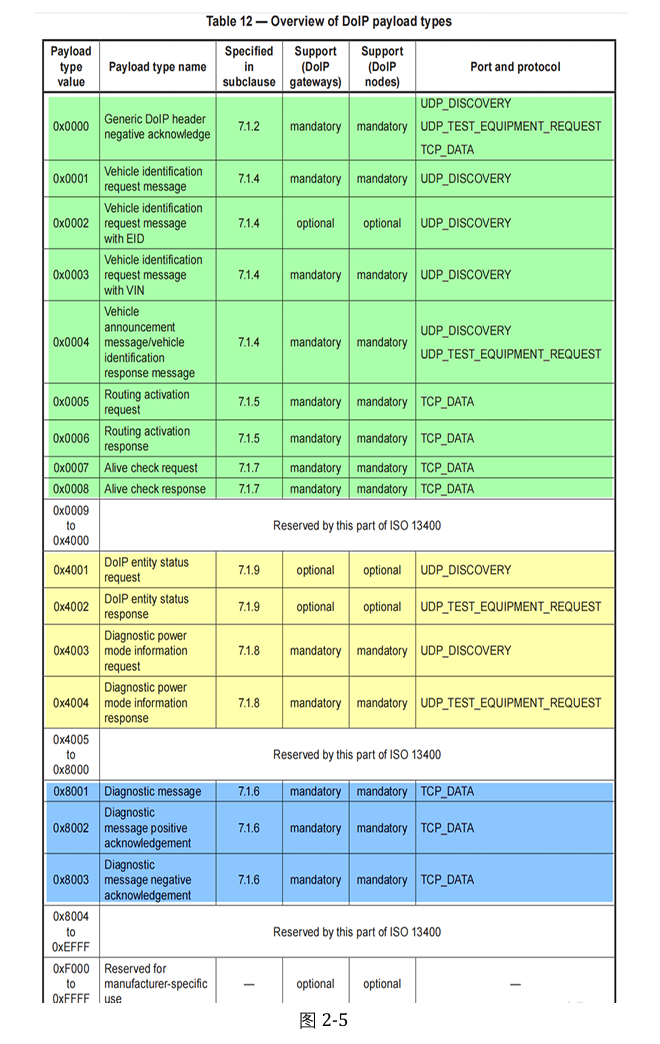 Table 12 — Overview of DoIP payload types
Payload type value Payload type name Specified in subclause Support (DoIP gateways) Support (DoIP nodes) Port and protocol
0x0000 Generic DoIP header negative acknowledge 7.1.2 mandatory mandatory UDP_DISCOVERY UDP_TEST_EQUIPMENT_REQUEST TCP_DATA
0x0001 Vehicle identification request message 7.1.4 mandatory mandatory UDP_DISCOVERY
0x0002 Vehicle identification request message with EID 7.1.4 optional optional UDP_DISCOVERY
0x0003 Vehicle identification request message with VIN 7.1.4 mandatory mandatory UDP_DISCOVERY
0x0004 Vehicle announcement message/vehicle identification response message 7.1.4 mandatory mandatory UDP_DISCOVERY UDP_TEST_EQUIPMENT_REQUEST
0x0005 Routing activation request 7.1.5 mandatory mandatory TCP_DATA
0x0006 Routing activation response 7.1.5 mandatory mandatory TCP_DATA
0x0007 Alive check request 7.1.7 mandatory mandatory TCP_DATA
0x0008 Alive check response 7.1.7 mandatory mandatory TCP_DATA
0x0009 to 0x4000 Reserved by this part of ISO 13400
0x4001 DoIP entity status request 7.1.9 optional optional UDP_DISCOVERY
0x4002 DoIP entity status response 7.1.9 optional optional UDP_TEST_EQUIPMENT_REQUEST
0x4003 Diagnostic power mode information request 7.1.8 mandatory mandatory UDP_DISCOVERY
0x4004 Diagnostic power mode information response 7.1.8 mandatory mandatory UDP_TEST_EQUIPMENT_REQUEST
0x4005 to 0x8000 Reserved by this part of ISO 13400
0x8001 Diagnostic message 7.1.6 mandatory mandatory TCP_DATA
0x8002 Diagnostic message positive acknowledgement 7.1.6 mandatory mandatory TCP_DATA
0x8003 Diagnostic message negative acknowledgement 7.1.6 mandatory mandatory TCP_DATA
0x8004 to 0xEFFF Reserved by this part of ISO 13400
0xF000 to 0xFFFF Reserved for manufacturer-specific use — optional optional —
图 2-5